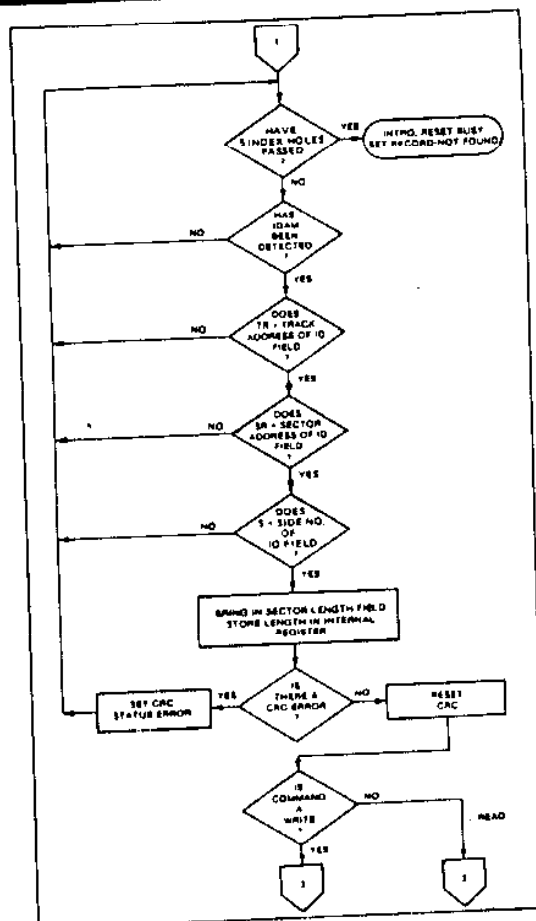 1
HAVE
5 INDEX HOLES
PASSED
?
YES
INTRQ, RESET BUSY
SET RECORD-NOT FOUND
NO
HAS
IDAM
BEEN
DETECTED
?
NO
YES
DOES
TR = TRACK
ADDRESS OF ID
FIELD
?
NO
YES
DOES
SR = SECTOR
ADDRESS OF ID
FIELD
?
NO
YES
DOES
S = SIDE NO.
OF
ID FIELD
?
NO
YES
BRING IN SECTOR LENGTH FIELD
STORE LENGTH IN INTERNAL
REGISTER
IS
THERE A
CRC ERROR
?
YES
SET CRC
STATUS ERROR
NO
RESET
CRC
IS
COMMAND
A
WRITE
?
NO
READ
YES